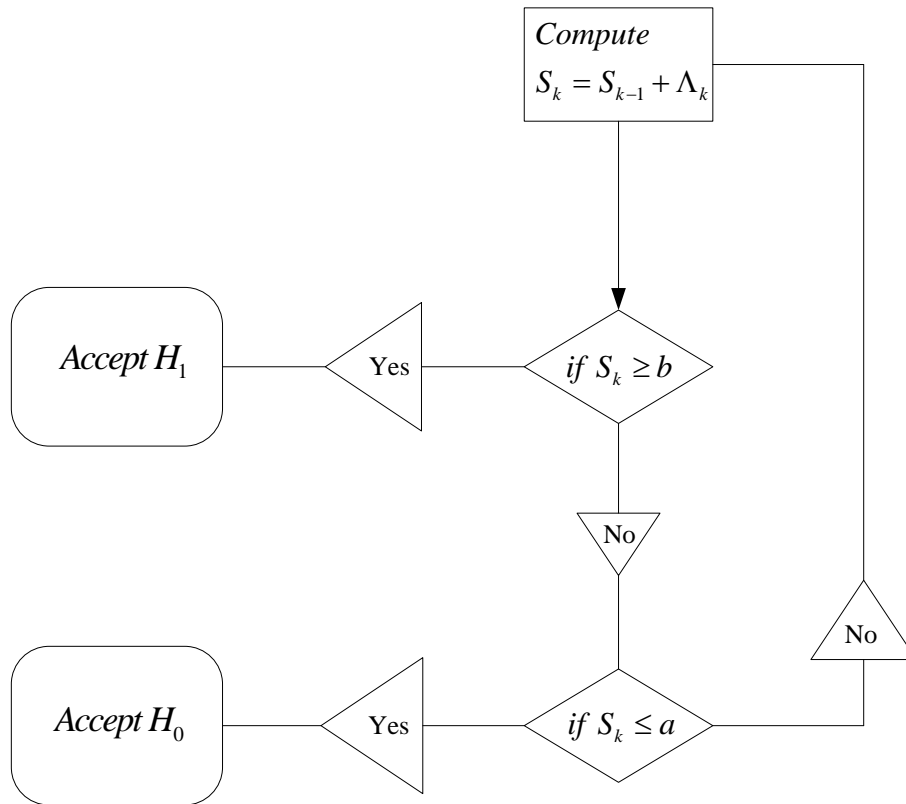 Compute
S_k = S_{k-1} + Λ_k
Accept H_1
Yes
if S_k ≥ b
No
No
Accept H_0
Yes
if S_k ≤ a